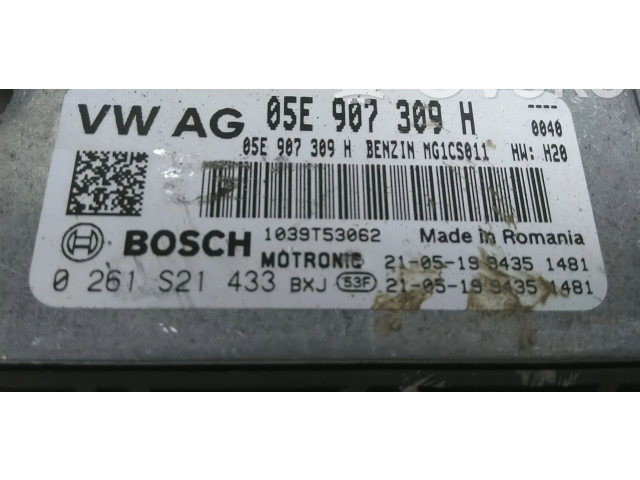 VW AG 05E 907 309 H ----
05E 907 309 H BENZIN MG1CS011 0040
HW: H20
BOSCH 1039T53062 Made in Romania
MOTRONIC 21-05-19 9435 1481
0 261 S21 433 BXJ 53F 21-05-19 9435 1481